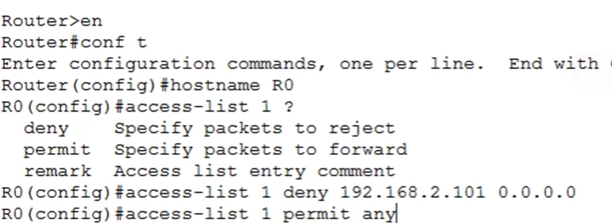 Router>en
Router#conf t
Enter configuration commands, one per line.  End with
Router(config)#hostname R0
R0(config)#access-list 1 ?
  deny    Specify packets to reject
  permit  Specify packets to forward
  remark  Access list entry comment
R0(config)#access-list 1 deny 192.168.2.101 0.0.0.0
R0(config)#access-list 1 permit any